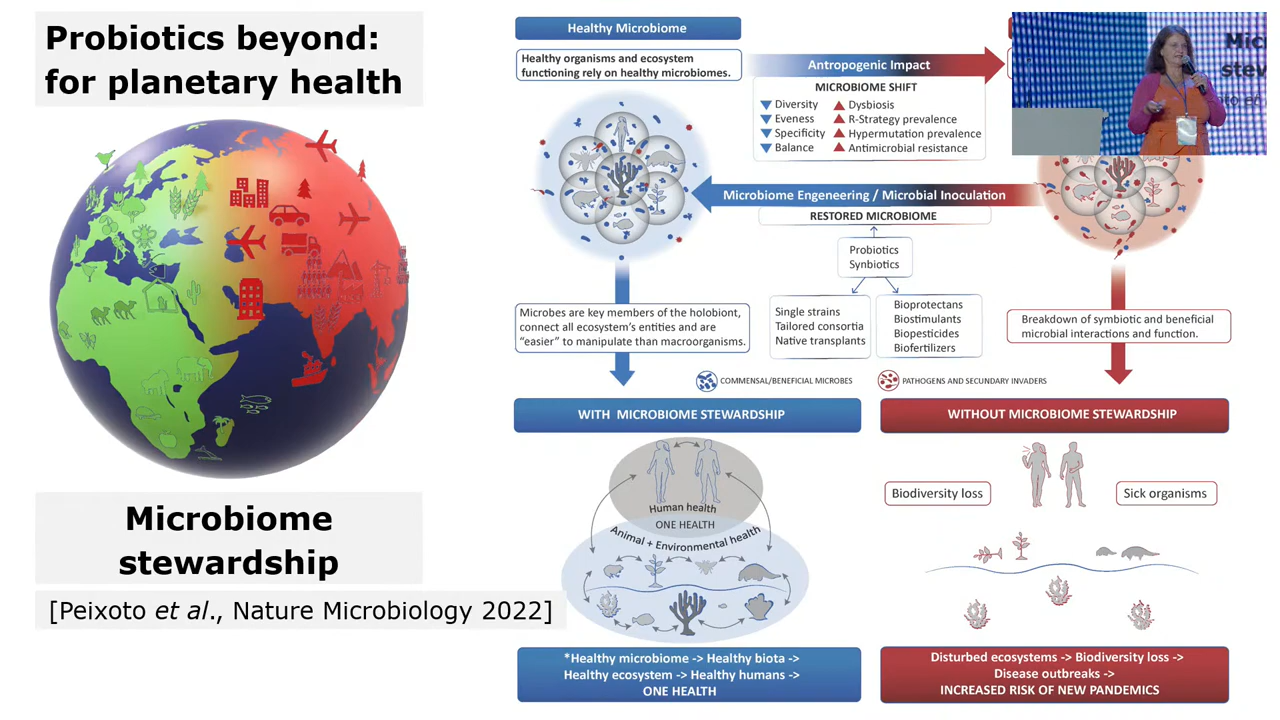 Probiotics beyond:
for planetary health
Microbiome
stewardship
[Peixoto et al., Nature Microbiology 2022]
Healthy Microbiome
Healthy organisms and ecosystem
functioning rely on healthy microbiomes.
Antropogenic Impact
MICROBIOME SHIFT
Diversity
Eveness
Specificity
Balance
Dysbiosis
R-Strategy prevalence
Hypermutation prevalence
Antimicrobial resistance
Microbiome Engeneering / Microbial Inoculation
RESTORED MICROBIOME
Probiotics
Synbiotics
Single strains
Tailored consortia
Native transplants
Bioprotectans
Biostimulants
Biopesticides
Biofertilizers
Microbes are key members of the holobiont,
connect all ecosystem's entities and are
"easier" to manipulate than macroorganisms.
Breakdown of symbiotic and beneficial
microbial interactions and function.
COMMENSAL/BENEFICIAL MICROBES
PATHOGENS AND SECUNDARY INVADERS
WITH MICROBIOME STEWARDSHIP
Human health
ONE HEALTH
Animal + Environmental health
*Healthy microbiome -> Healthy biota ->
Healthy ecosystem -> Healthy humans ->
ONE HEALTH
WITHOUT MICROBIOME STEWARDSHIP
Biodiversity loss
Sick organisms
Disturbed ecosystems -> Biodiversity loss ->
Disease outbreaks ->
INCREASED RISK OF NEW PANDEMICS